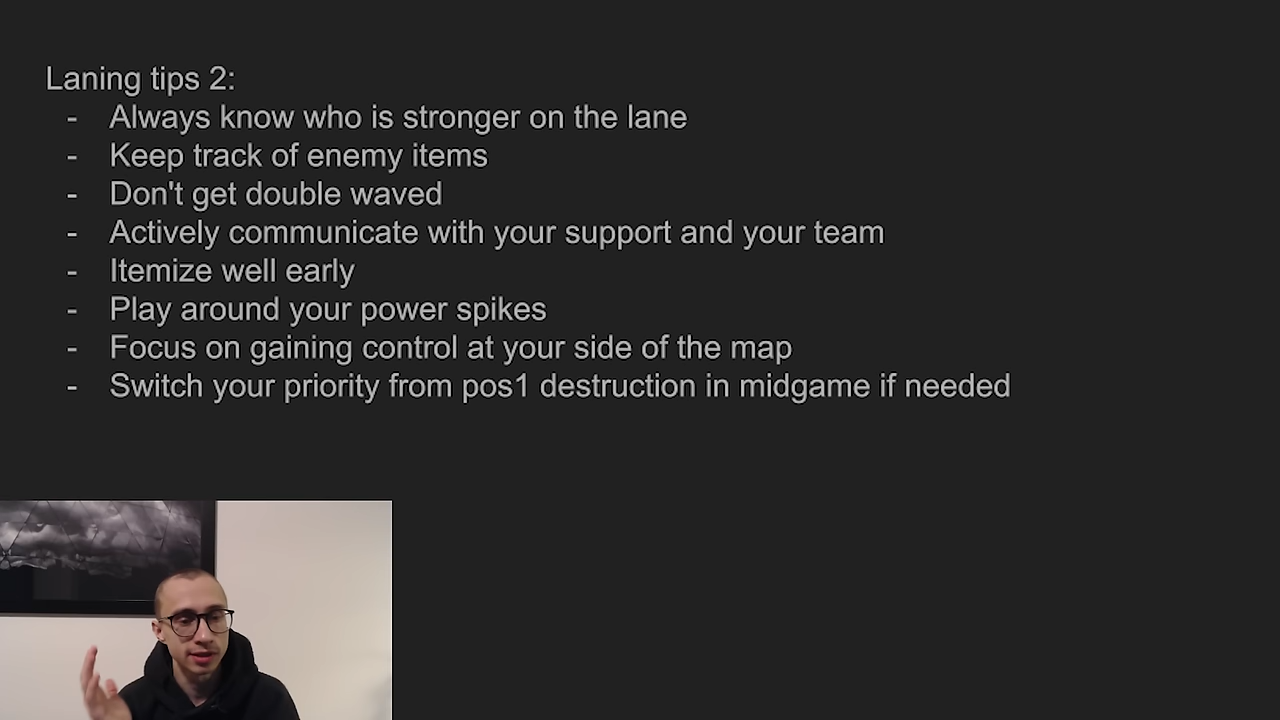 Laning tips 2:
- Always know who is stronger on the lane
- Keep track of enemy items
- Don't get double waved
- Actively communicate with your support and your team
- Itemize well early
- Play around your power spikes
- Focus on gaining control at your side of the map
- Switch your priority from pos1 destruction in midgame if needed